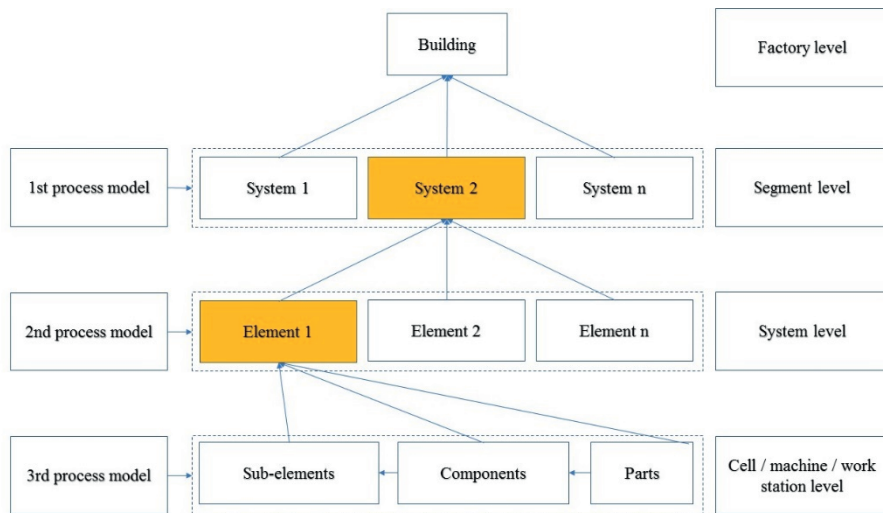 Building
Factory level
1st process model
System 1
System 2
System n
Segment level
2nd process model
Element 1
Element 2
Element n
System level
3rd process model
Sub-elements
Components
Parts
Cell / machine / work
station level